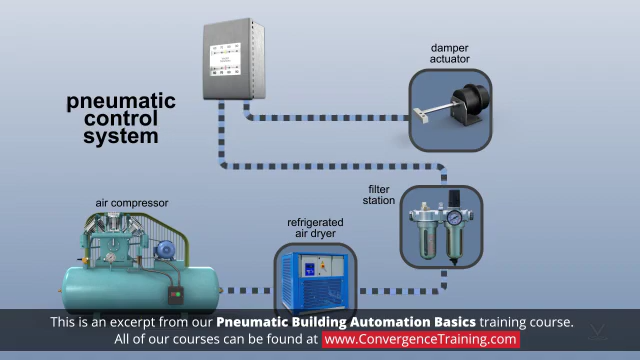 pneumatic
control
system
damper
actuator
filter
station
air compressor
refrigerated
air dryer
This is an excerpt from our Pneumatic Building Automation Basics training course.
All of our courses can be found at www.ConvergenceTraining.com